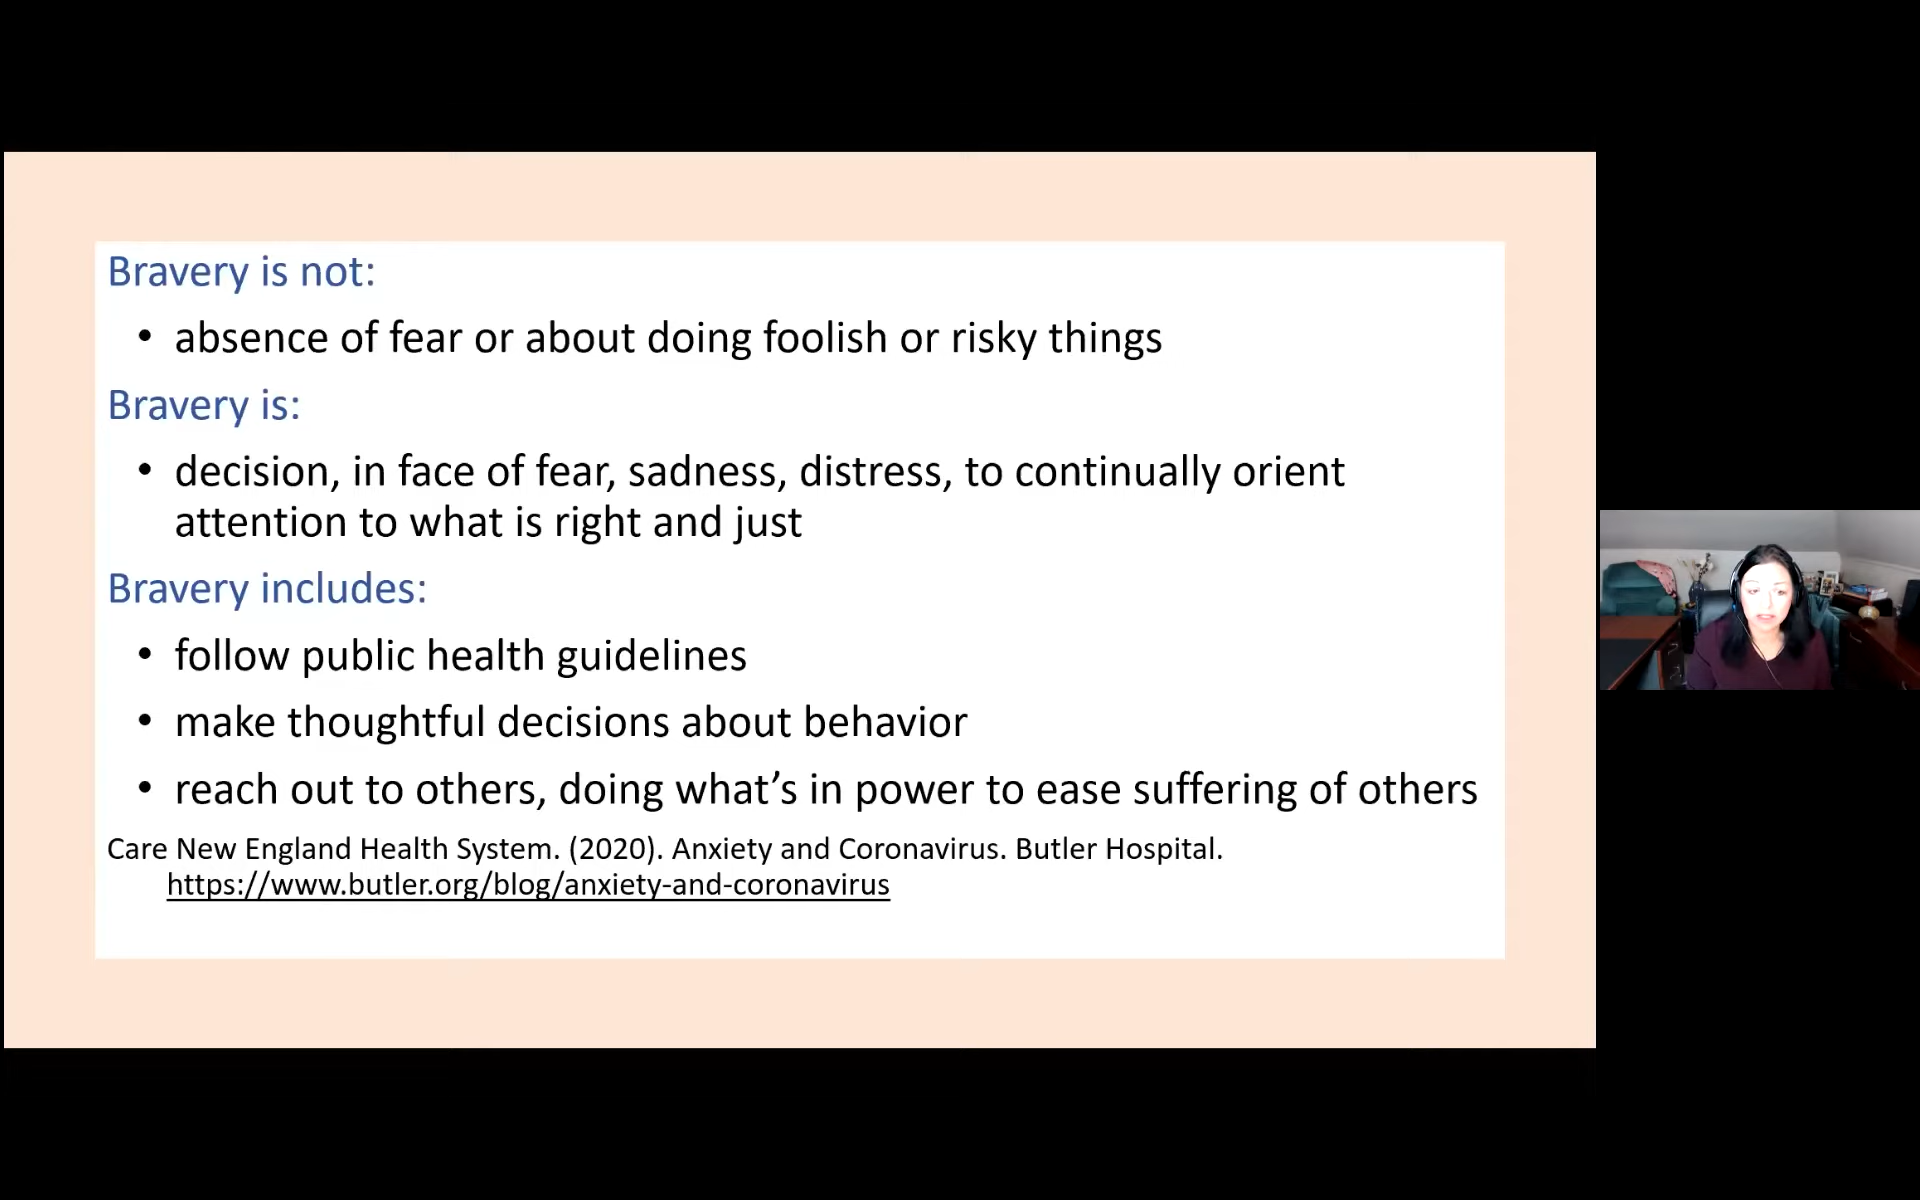 Bravery is not:
• absence of fear or about doing foolish or risky things
Bravery is:
• decision, in face of fear, sadness, distress, to continually orient
attention to what is right and just
Bravery includes:
• follow public health guidelines
• make thoughtful decisions about behavior
• reach out to others, doing what’s in power to ease suffering of others
Care New England Health System. (2020). Anxiety and Coronavirus. Butler Hospital.
https://www.butler.org/blog/anxiety-and-coronavirus